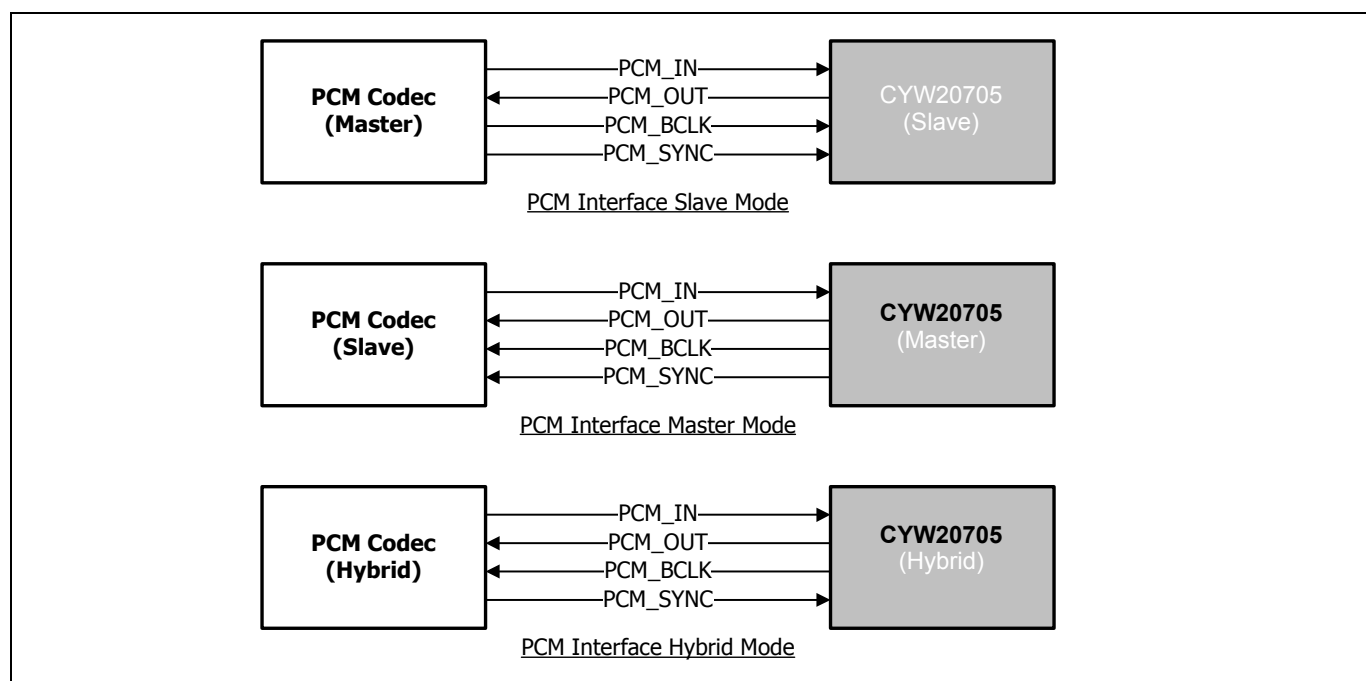 PCM Codec
(Master)
PCM_IN
PCM_OUT
PCM_BCLK
PCM_SYNC
CYW20705
(Slave)
PCM Interface Slave Mode
PCM Codec
(Slave)
PCM_IN
PCM_OUT
PCM_BCLK
PCM_SYNC
CYW20705
(Master)
PCM Interface Master Mode
PCM Codec
(Hybrid)
PCM_IN
PCM_OUT
PCM_BCLK
PCM_SYNC
CYW20705
(Hybrid)
PCM Interface Hybrid Mode